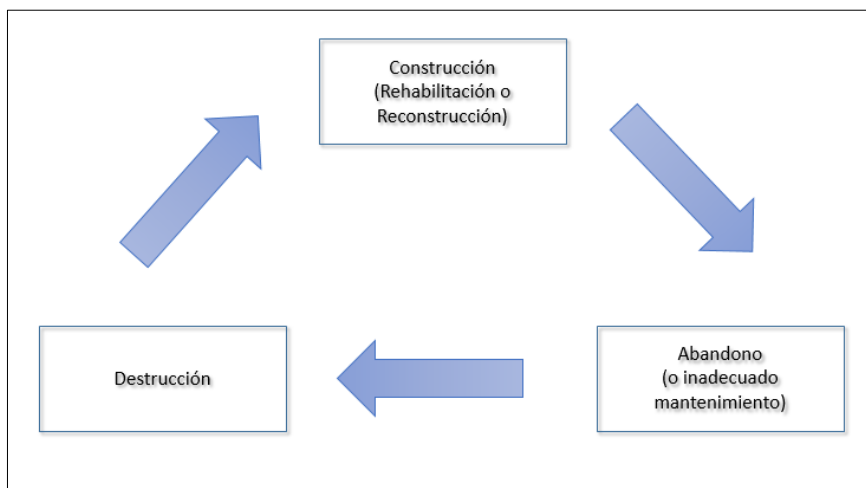 Construcción
(Rehabilitación o
Reconstrucción)
Destrucción
Abandono
(o inadecuado
mantenimiento)